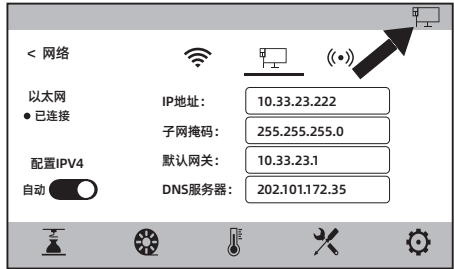 < 网络
以太网
● 已连接
IP地址： 10.33.23.222
子网掩码： 255.255.255.0
配置IPV4
默认网关： 10.33.23.1
自动
DNS服务器： 202.101.172.35